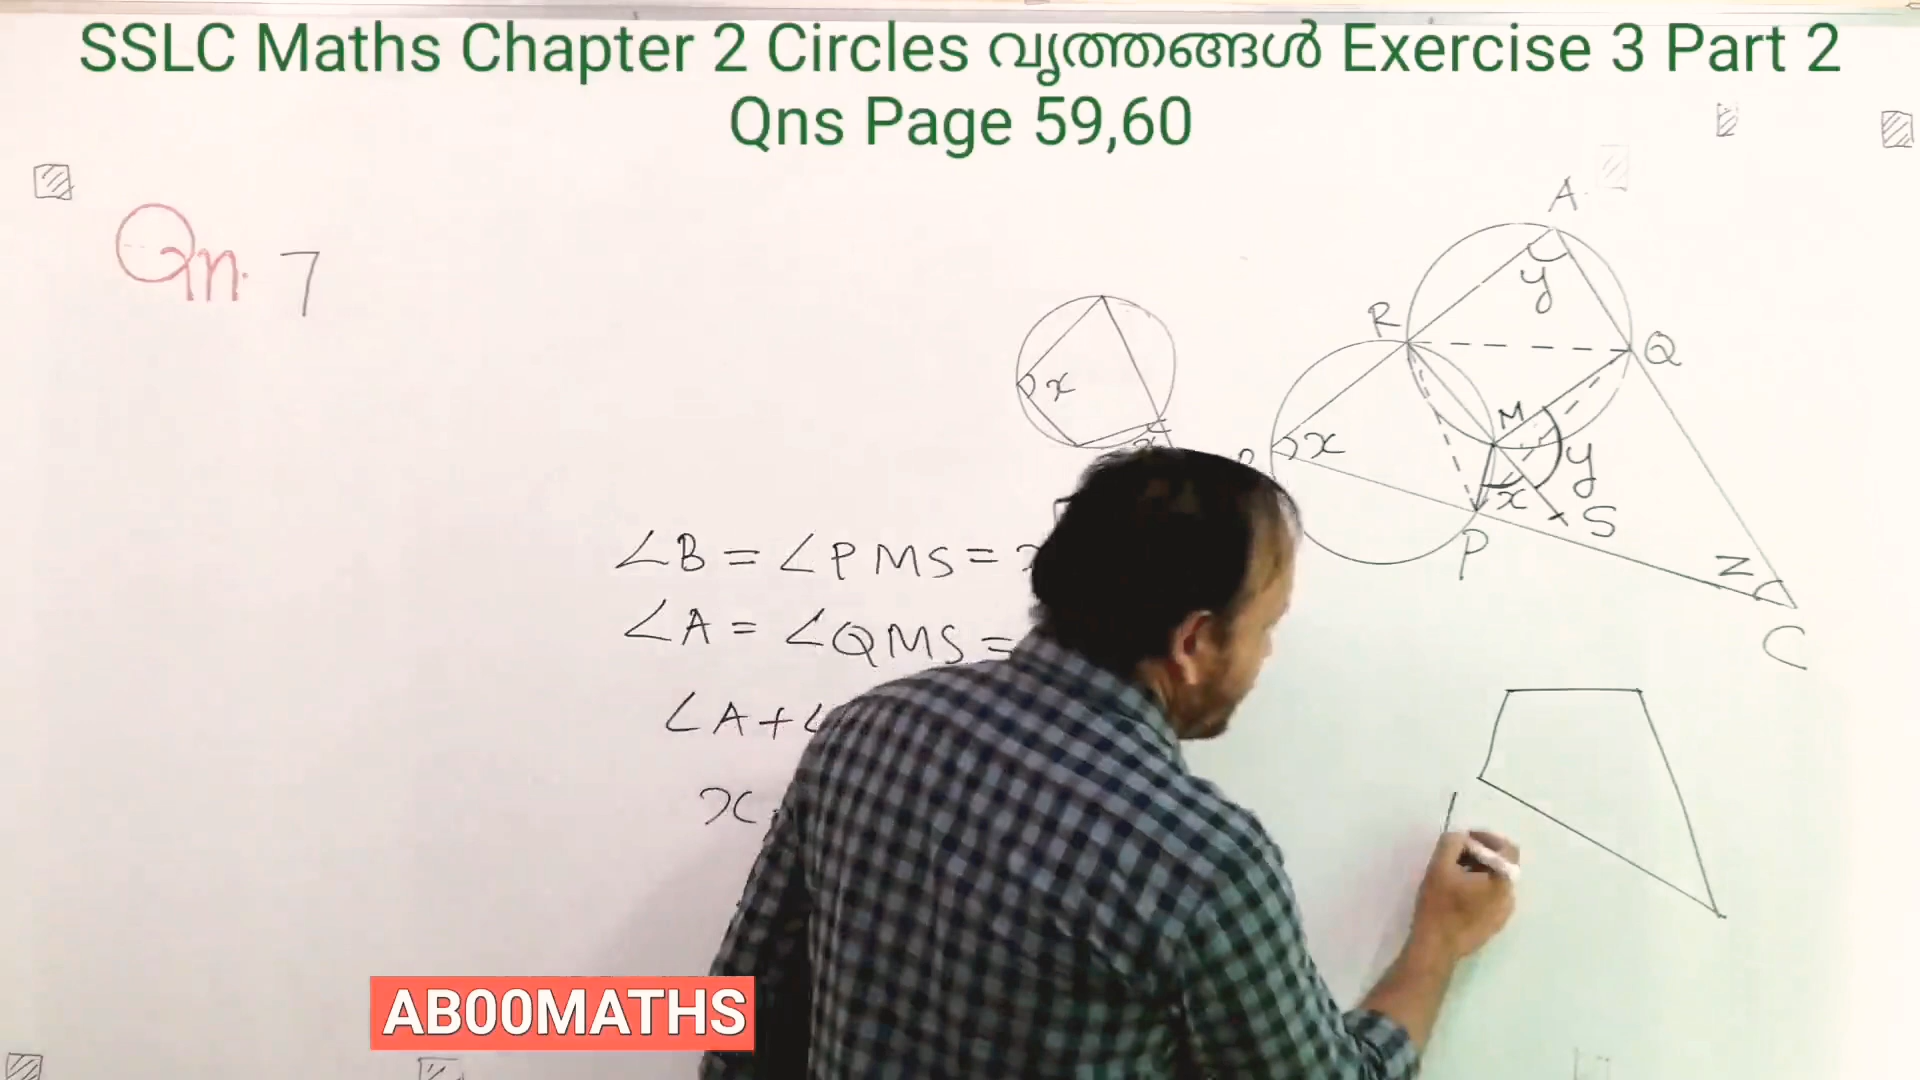 SSLC Maths Chapter 2 Circles വൃത്തങ്ങൾ Exercise 3 Part 2
Qns Page 59,60
Qn. 7
A
y
R
Q
x
M
x
y
x
S
P
Z
C
∠B = ∠PMS =
∠A = ∠QMS =
∠A + ∠
x
AB00MATHS